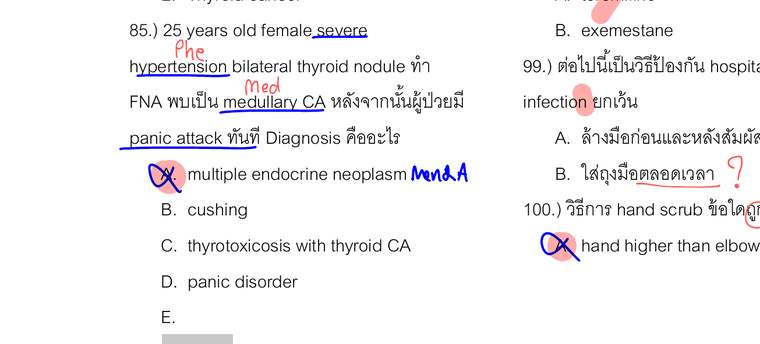 85.) 25 years old female severe
Phe
hypertension bilateral thyroid nodule ทำ
Med
FNA พบเป็น medullary CA หลังจากนั้นผู้ป่วยมี
panic attack ทันที Diagnosis คืออะไร
A. multiple endocrine neoplasm Men2A
B. cushing
C. thyrotoxicosis with thyroid CA
D. panic disorder
E.
B. exemestane
99.) ต่อไปนี้เป็นวิธีป้องกัน hospita
infection ยกเว้น
A. ล้างมือก่อนและหลังสัมผัส
B. ใส่ถุงมือตลอดเวลา ?
100.) วิธีการ hand scrub ข้อใดถู
A. hand higher than elbow